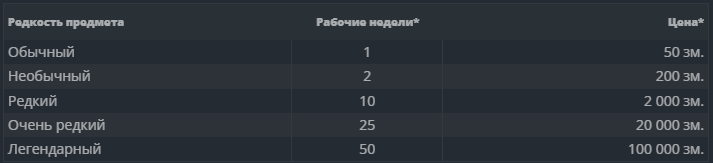 Редкость предмета Рабочие недели* Цена*
Обычный 1 50 зм.
Необычный 2 200 зм.
Редкий 10 2 000 зм.
Очень редкий 25 20 000 зм.
Легендарный 50 100 000 зм.